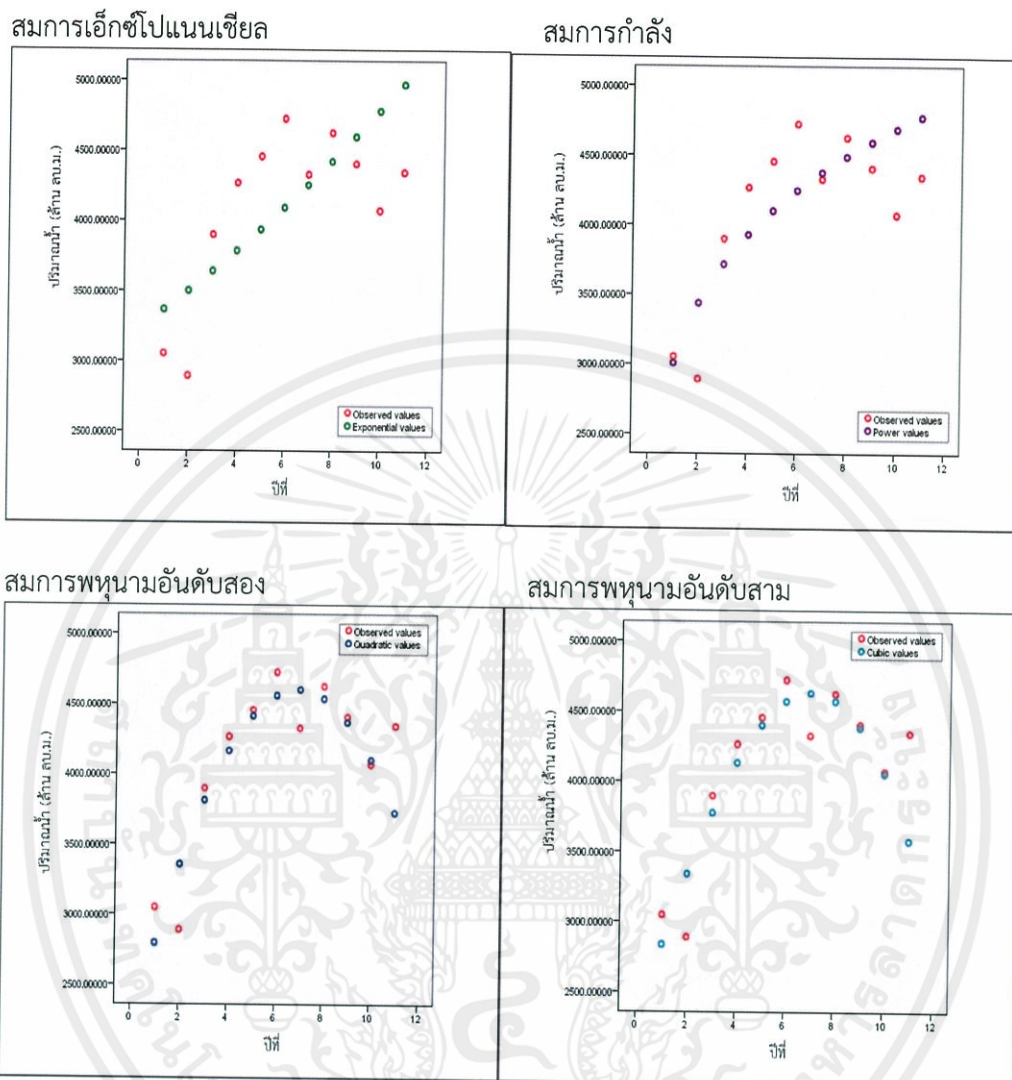 สมการเอ็กซ์โปแนนเชียล
5000.00000
4500.00000
4000.00000
3500.00000
3000.00000
2500.00000
ปริมาณน้ำ (ล้าน ลบ.ม.)
Observed values
Exponential values
0 2 4 6 8 10 12
ปีที่
สมการกำลัง
5000.00000
4500.00000
4000.00000
3500.00000
3000.00000
2500.00000
ปริมาณน้ำ (ล้าน ลบ.ม.)
Observed values
Power values
0 2 4 6 8 10 12
ปีที่
สมการพหุนามอันดับสอง
Observed values
Quadratic values
5000.00000
4500.00000
4000.00000
3500.00000
3000.00000
2500.00000
ปริมาณน้ำ (ล้าน ลบ.ม.)
0 2 4 6 8 10 12
ปีที่
สมการพหุนามอันดับสาม
Observed values
Cubic values
5000.00000
4500.00000
4000.00000
3500.00000
3000.00000
2500.00000
ปริมาณน้ำ (ล้าน ลบ.ม.)
0 2 4 6 8 10 12
ปีที่